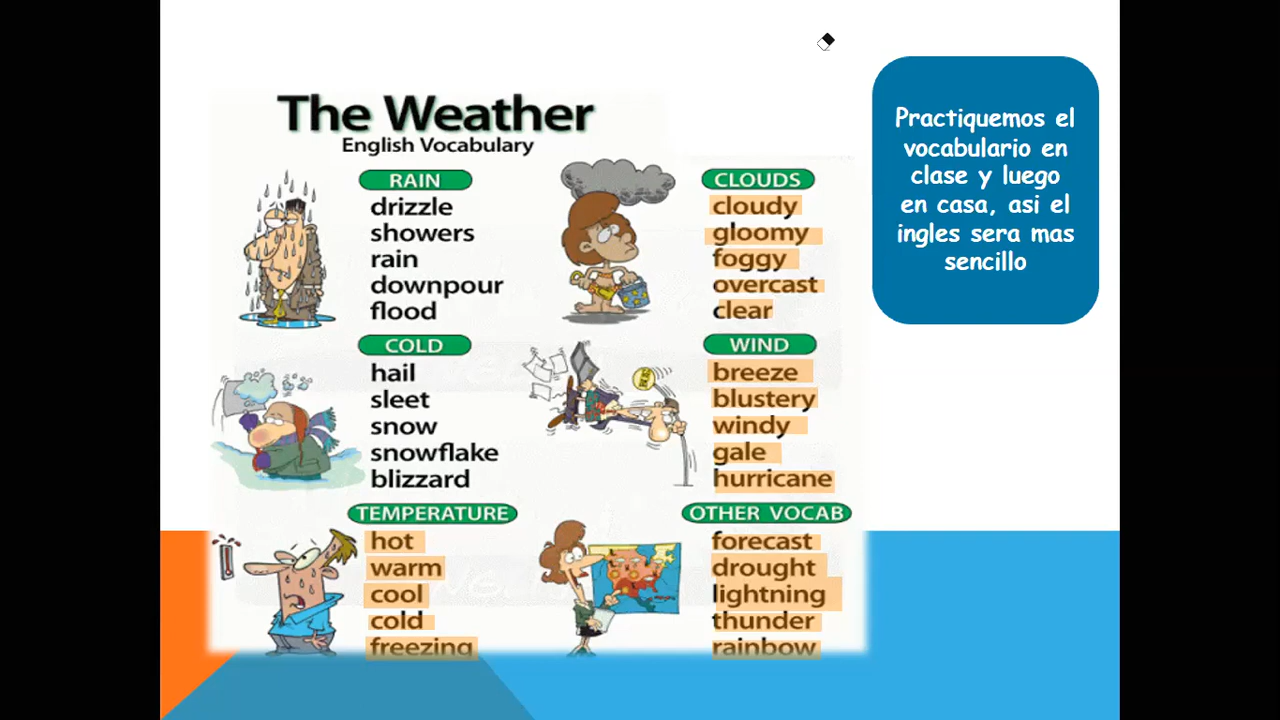 The Weather
English Vocabulary
RAIN
drizzle
showers
rain
downpour
flood
CLOUDS
cloudy
gloomy
foggy
overcast
clear
COLD
hail
sleet
snow
snowflake
blizzard
WIND
breeze
blustery
windy
gale
hurricane
TEMPERATURE
hot
warm
cool
cold
freezing
OTHER VOCAB
forecast
drought
lightning
thunder
rainbow
Practiquemos el
vocabulario en
clase y luego
en casa, asi el
ingles sera mas
sencillo